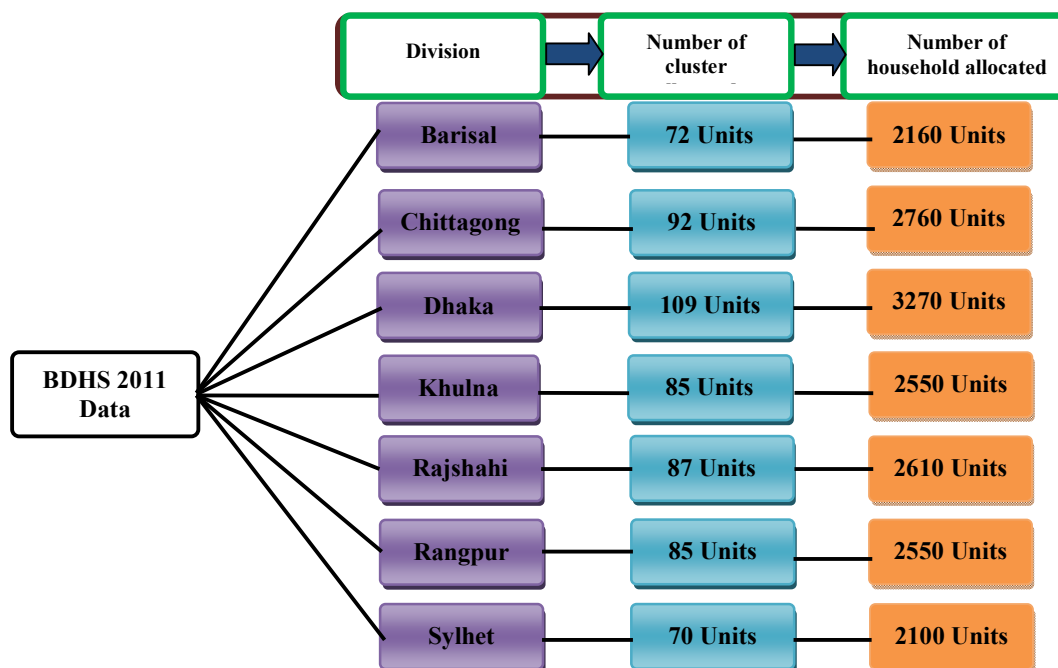 Division
Number of
cluster
Number of
household allocated
Barisal
72 Units
2160 Units
Chittagong
92 Units
2760 Units
Dhaka
109 Units
3270 Units
BDHS 2011
Data
Khulna
85 Units
2550 Units
Rajshahi
87 Units
2610 Units
Rangpur
85 Units
2550 Units
Sylhet
70 Units
2100 Units